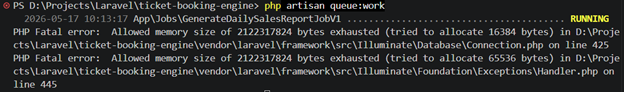 PS D:\Projects\Laravel\ticket-booking-engine> php artisan queue:work
2026-05-17 10:13:17 App\Jobs\GenerateDailySalesReportJobV1 ........................................ RUNNING
PHP Fatal error:  Allowed memory size of 2122317824 bytes exhausted (tried to allocate 16384 bytes) in D:\Proje
cts\Laravel\ticket-booking-engine\vendor\laravel\framework\src\Illuminate\Database\Connection.php on line 425
PHP Fatal error:  Allowed memory size of 2122317824 bytes exhausted (tried to allocate 65536 bytes) in D:\Proje
cts\Laravel\ticket-booking-engine\vendor\laravel\framework\src\Illuminate\Foundation\Exceptions\Handler.php on
line 445